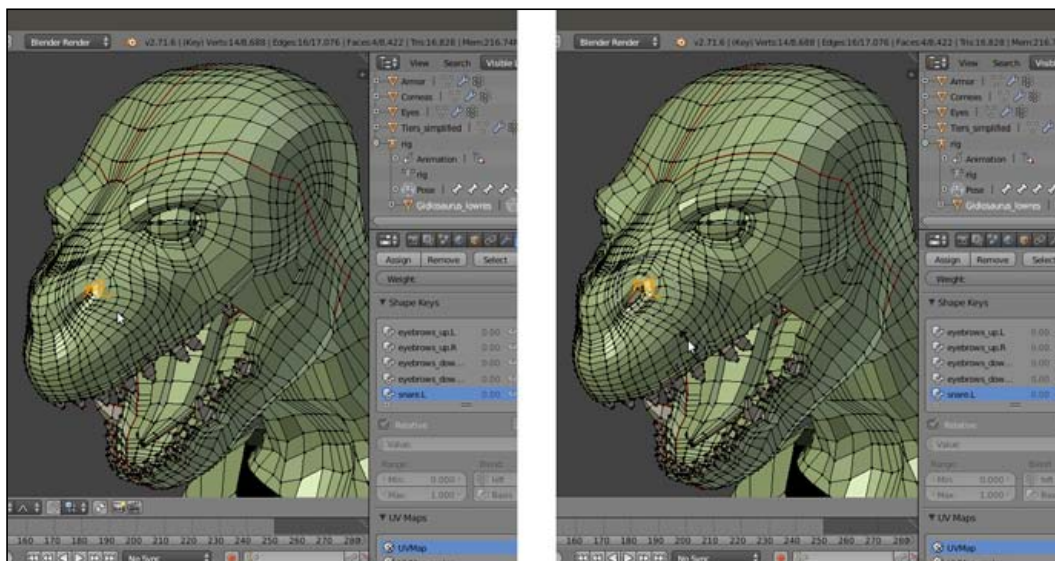 Blender Render
v2.71.6 | (Key) Verts:14/8,688 | Edges:16/17,076 | Faces:4/8,422 | Tris:16,828 | Mem:216.74M
View Search Visible
Armor
Corneas
Eyes
Tiers_simplified
rig
Animation
rig
Pose
Gidiosaurus_lowres
Assign Remove Select
Weight:
Shape Keys
eyebrows_up.L 0.00
eyebrows_up.R 0.00
eyebrows_dow... 0.00
eyebrows_dow... 0.00
snare.L 0.00
Relative
Value:
Range: Blend:
Min: 0.000 left
Max: 1.000 Basis
UV Maps
160 170 180 190 200 210 220 230 240 250 260 270 280
UVMap
No Sync
Blender Render
v2.71.6 | (Key) Verts:14/8,688 | Edges:16/17,076 | Faces:4/8,422 | Tris:16,828 | Mem:216.
View Search
Armor
Corneas
Eyes
Tiers_simplified
rig
Animation
rig
Pose
Gidiosaurus_lowres
Assign Remove Select
Weight:
Shape Keys
eyebrows_up.L 0.00
eyebrows_up.R 0.00
eyebrows_dow... 0.00
eyebrows_dow... 0.00
snare.L 0.00
Relative
Value:
Range: Blend
Min: 0.000 left
Max: 1.000 Basis
UV Maps
160 170 180 190 200 210 220 230 240 250 260 270 280
UVMap
No Sync